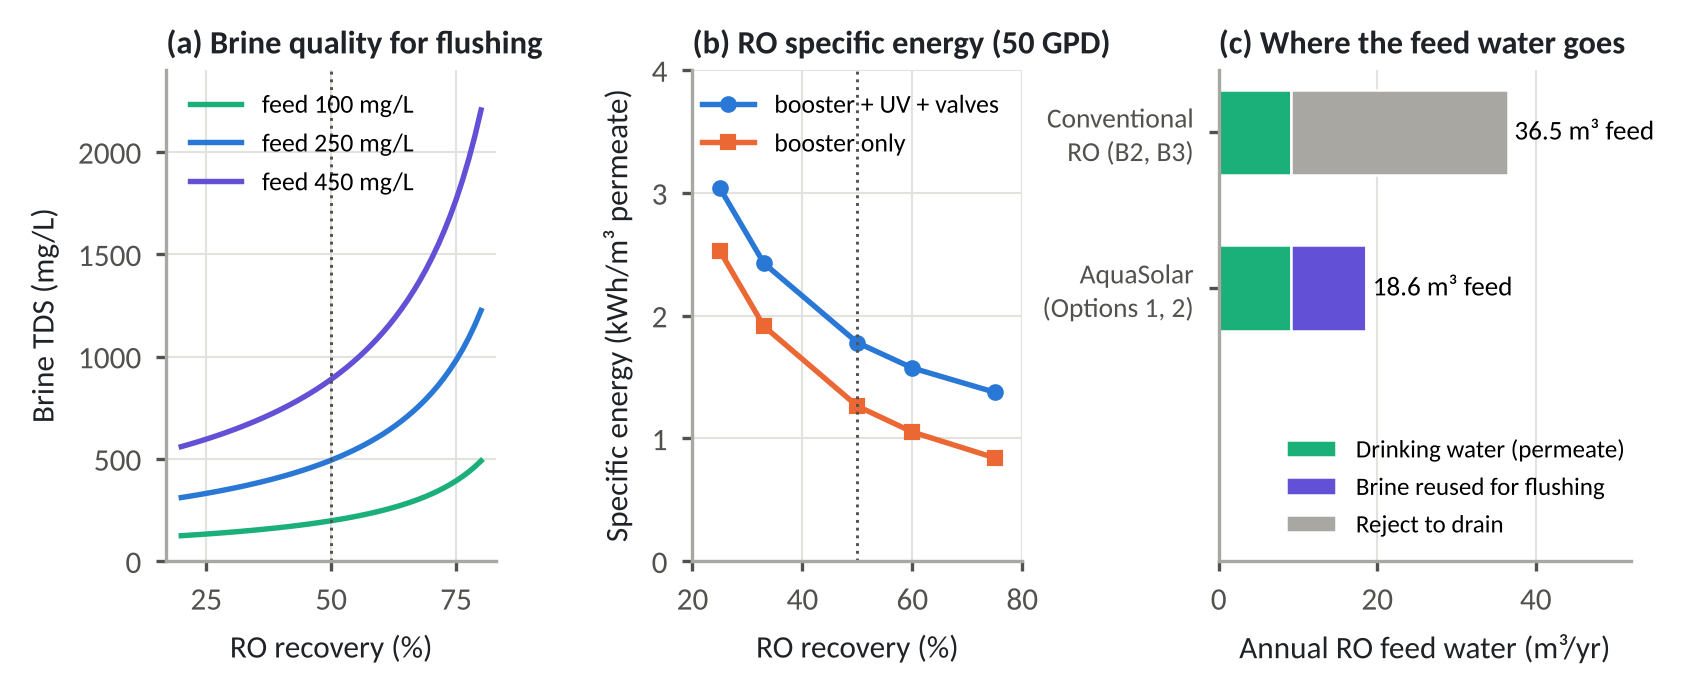 (a) Brine quality for flushing
feed 100 mg/L
feed 250 mg/L
feed 450 mg/L
Brine TDS (mg/L)
2000
1500
1000
500
0
25 50 75
RO recovery (%)
(b) RO specific energy (50 GPD)
booster + UV + valves
booster only
Specific energy (kWh/m³ permeate)
4
3
2
1
0
20 40 60 80
RO recovery (%)
(c) Where the feed water goes
Conventional
RO (B2, B3)
36.5 m³ feed
AquaSolar
(Options 1, 2)
18.6 m³ feed
Drinking water (permeate)
Brine reused for flushing
Reject to drain
0 20 40
Annual RO feed water (m³/yr)